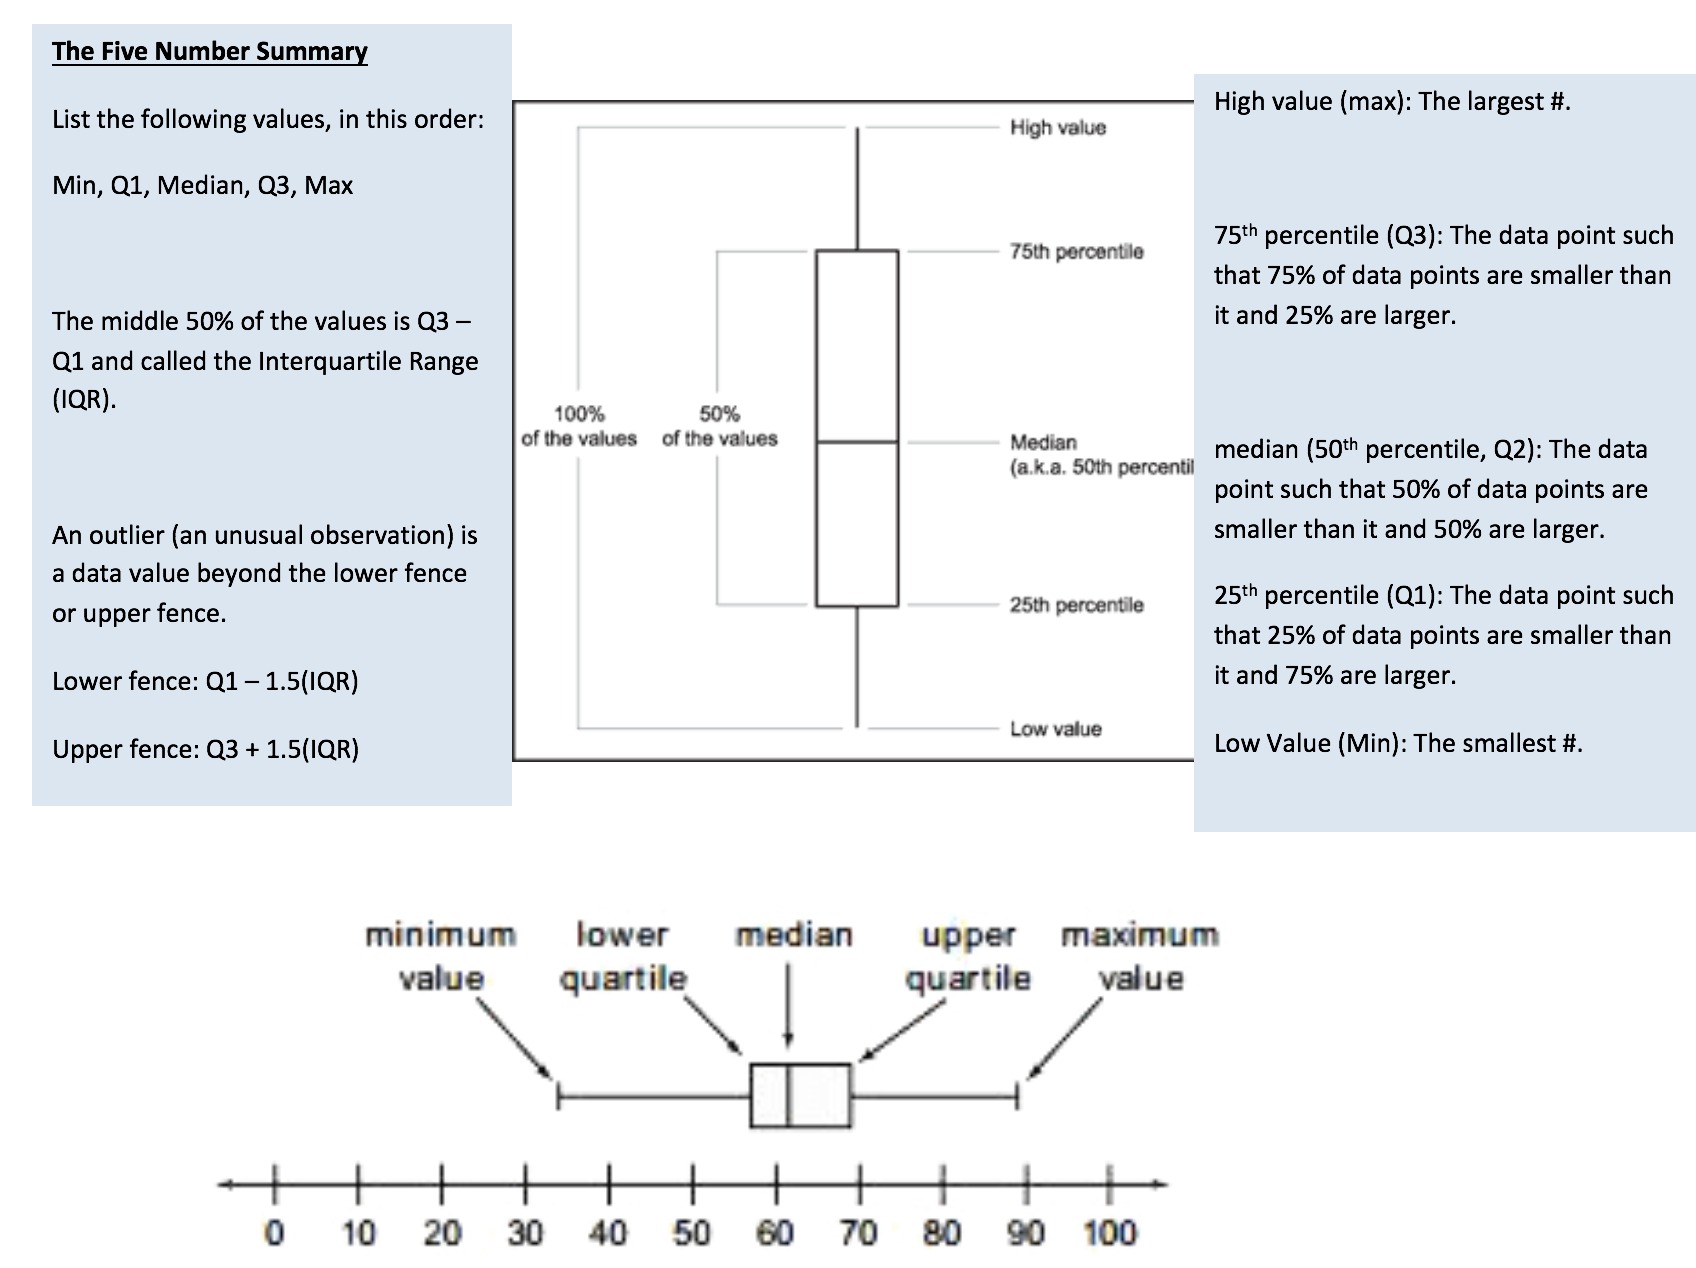 The Five Number Summary
List the following values, in this order:
Min, Q1, Median, Q3, Max
The middle 50% of the values is Q3 –
Q1 and called the Interquartile Range
(IQR).
An outlier (an unusual observation) is
a data value beyond the lower fence
or upper fence.
Lower fence: Q1 – 1.5(IQR)
Upper fence: Q3 + 1.5(IQR)
High value
75th percentile
100%
of the values
50%
of the values
Median
(a.k.a. 50th percentil
25th percentile
Low value
High value (max): The largest #.
75th percentile (Q3): The data point such
that 75% of data points are smaller than
it and 25% are larger.
median (50th percentile, Q2): The data
point such that 50% of data points are
smaller than it and 50% are larger.
25th percentile (Q1): The data point such
that 25% of data points are smaller than
it and 75% are larger.
Low Value (Min): The smallest #.
minimum
value
lower
quartile
median
upper
quartile
maximum
value
0 10 20 30 40 50 60 70 80 90 100